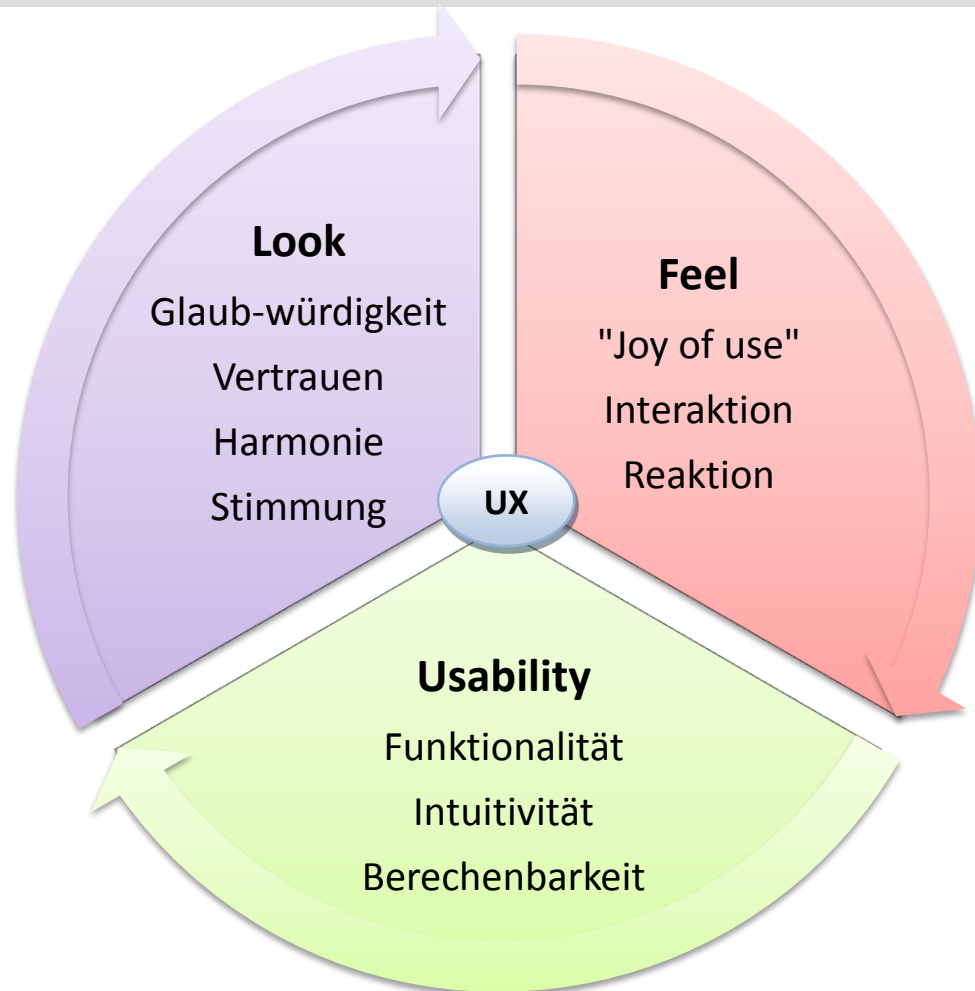 Look
Glaub-würdigkeit
Vertrauen
Harmonie
Stimmung
Feel
"Joy of use"
Interaktion
Reaktion
UX
Usability
Funktionalität
Intuitivität
Berechenbarkeit